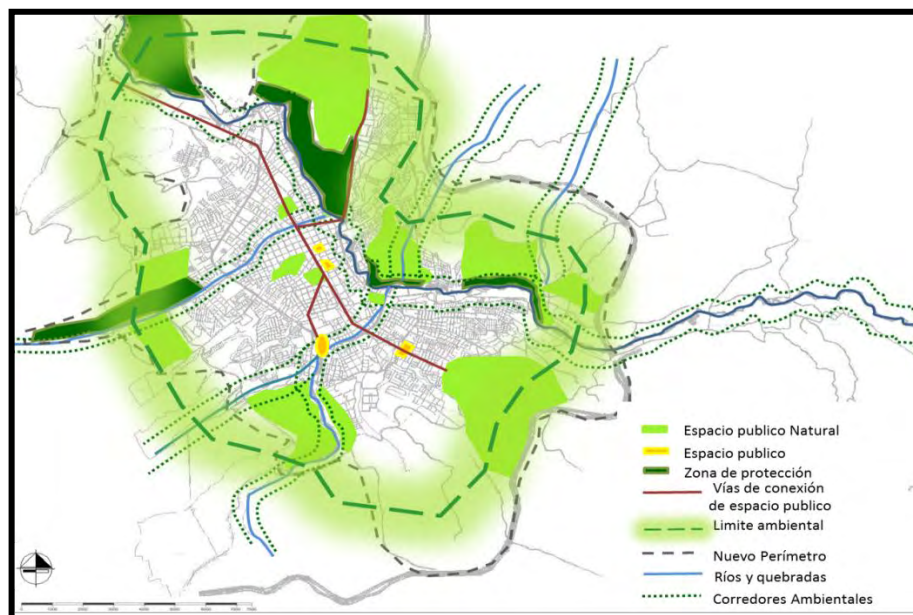 Espacio publico Natural
Espacio publico
Zona de protección
Vías de conexión
de espacio publico
Limite ambiental
Nuevo Perímetro
Ríos y quebradas
Corredores Ambientales